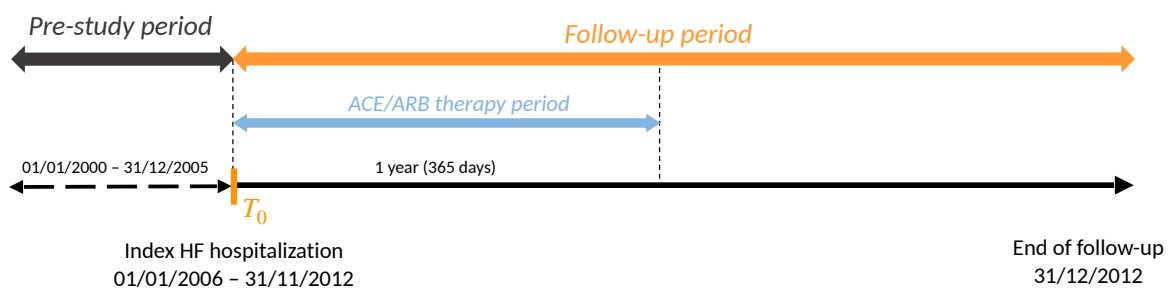 Pre-study period
Follow-up period
ACE/ARB therapy period
01/01/2000 – 31/12/2005
1 year (365 days)
T0
Index HF hospitalization
01/01/2006 – 31/11/2012
End of follow-up
31/12/2012